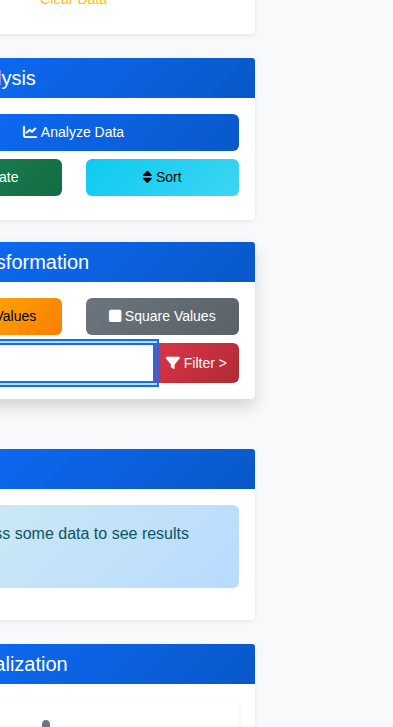 Clear Data
lysis
Analyze Data
ate
Sort
sformation
Values
Square Values
Filter >
ss some data to see results
alization